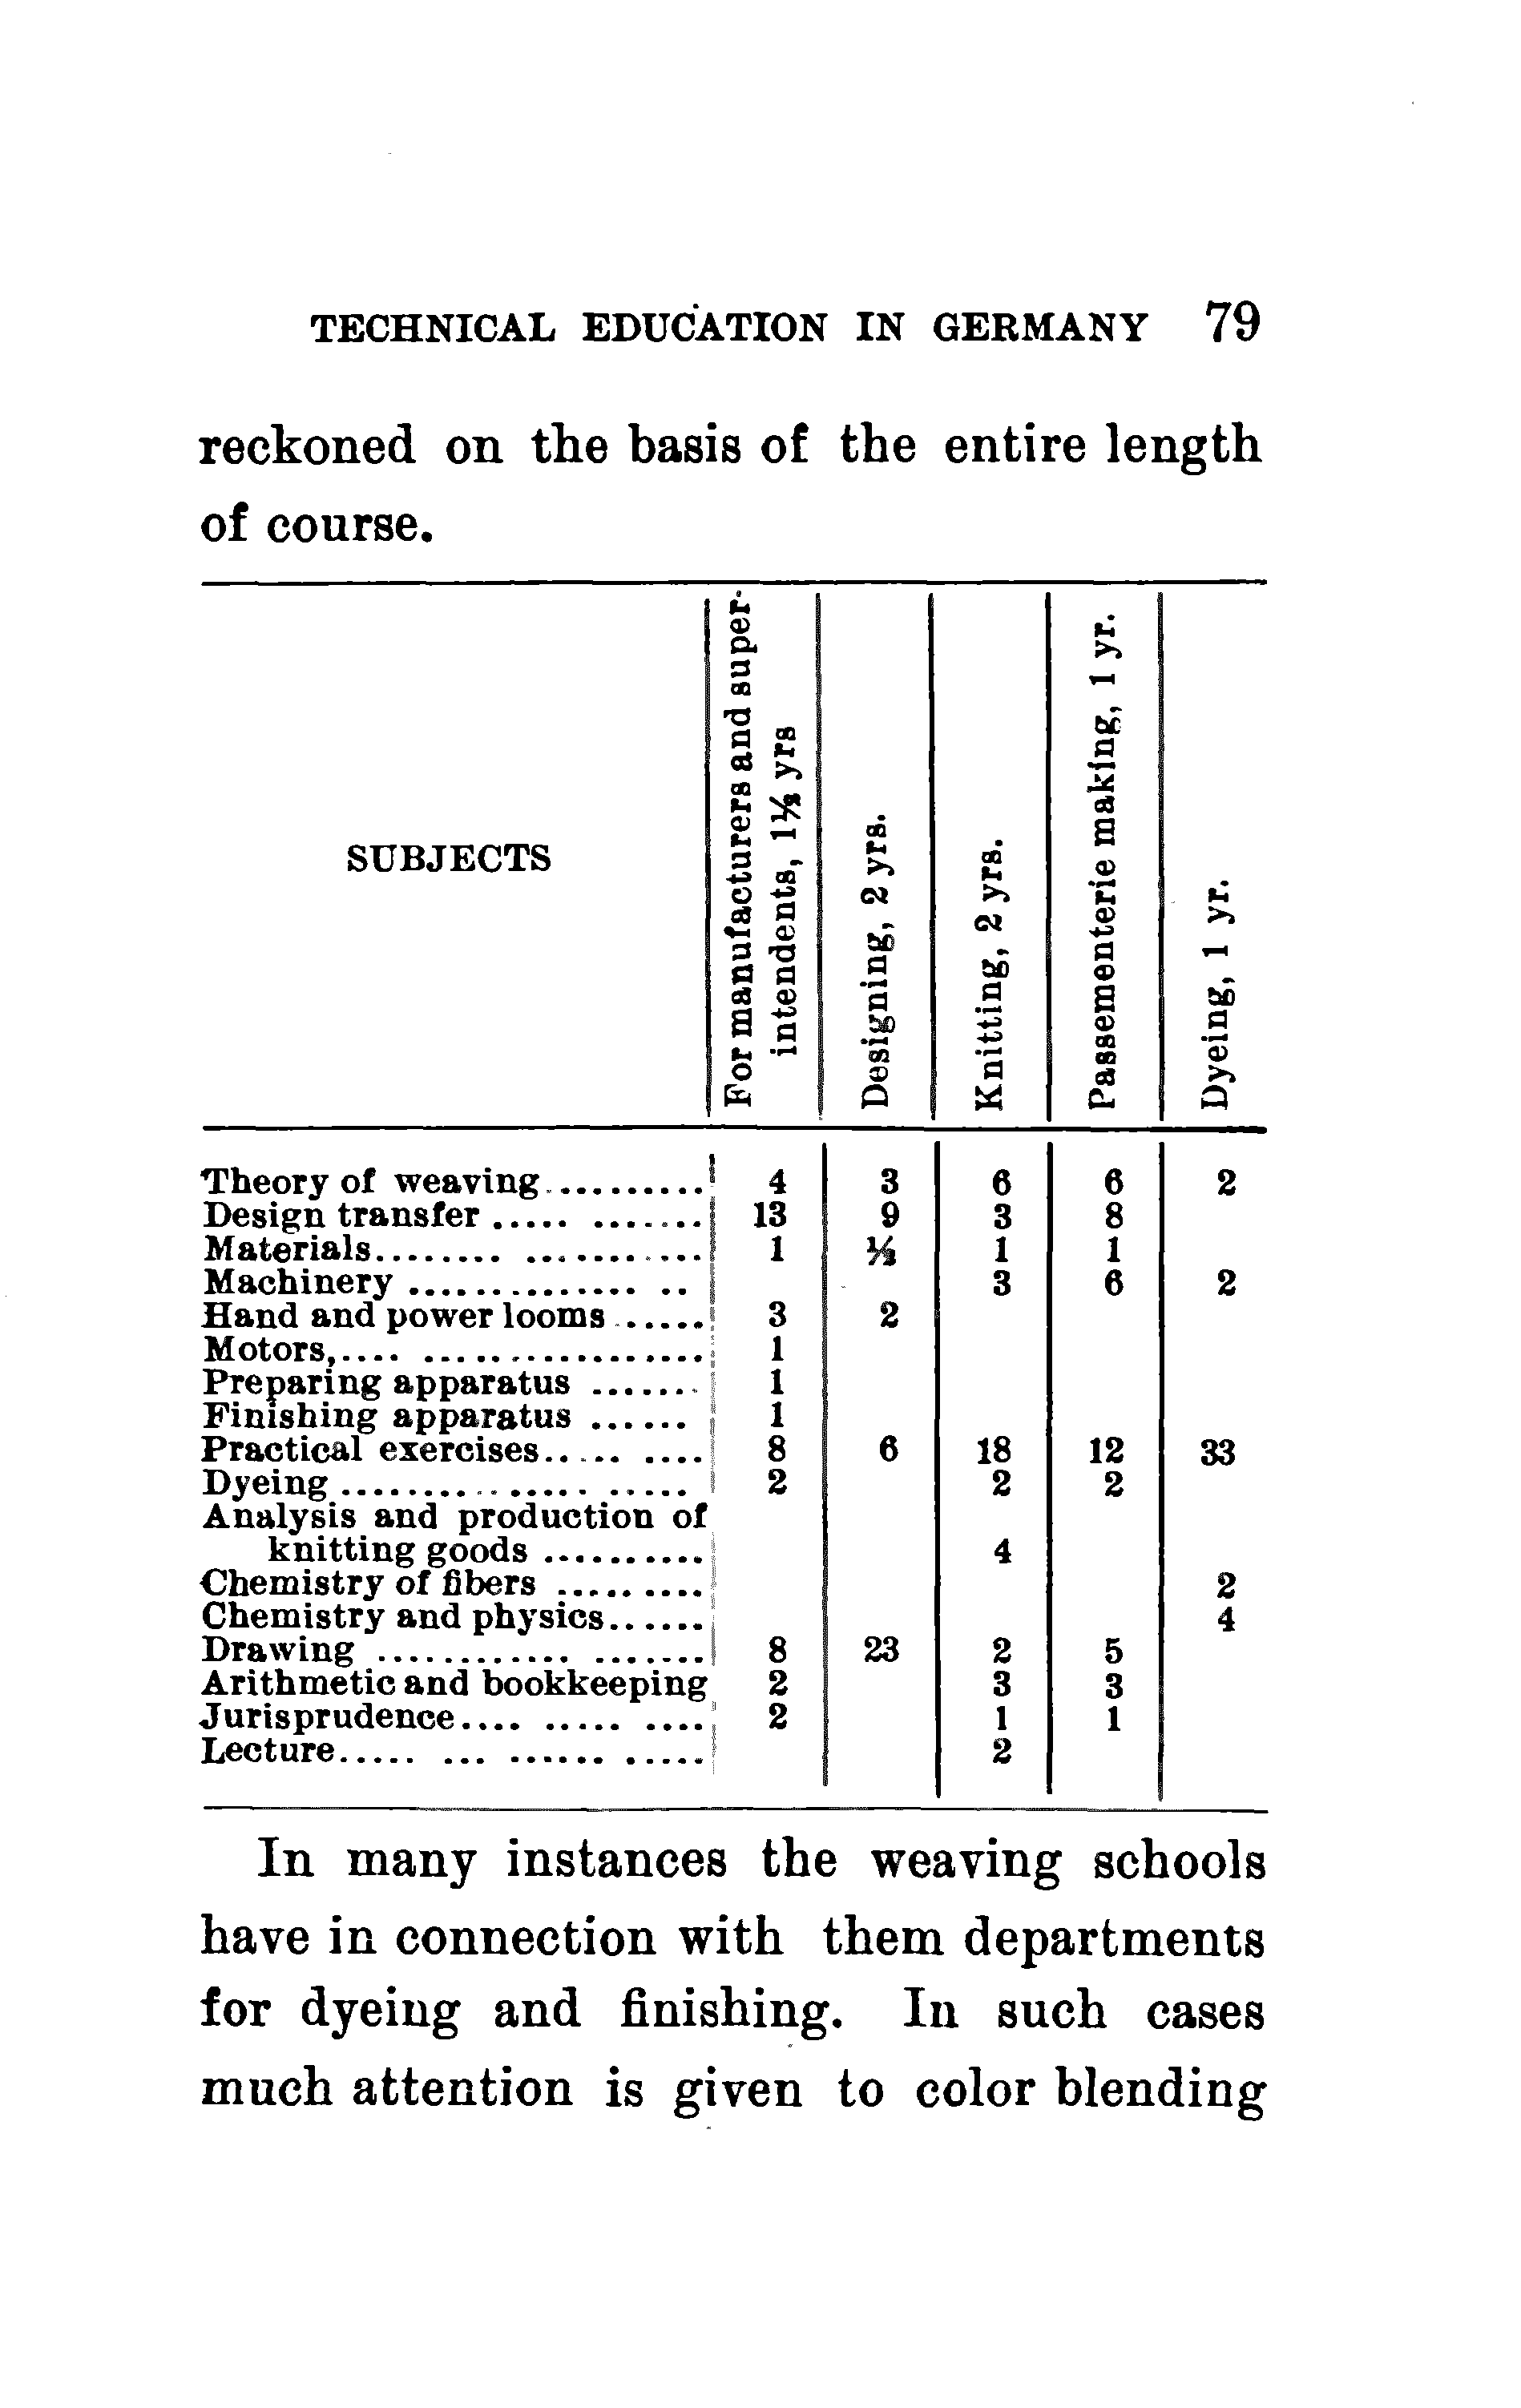 TECHNICAL EDUCATION IN GERMANY 79
reckoned on the basis of the entire length
of course.
SUBJECTS
For manufacturers and super-
intendents, 1½ yrs
Designing, 2 yrs.
Knitting, 2 yrs.
Passementerie making, 1 yr.
Dyeing, 1 yr.
Theory of weaving.......... 4 3 6 6 2
Design transfer ..... ....... 13 9 3 8
Materials........ ........... 1 ½ 1 1
Machinery .............. .. 3 6 2
Hand and power looms ...... 3 2
Motors,.... ................. 1
Preparing apparatus ....... 1
Finishing apparatus ...... 1
Practical exercises...... .... 8 6 18 12 33
Dyeing ............... ..... 2 2 2
Analysis and production of
knitting goods .......... 4
Chemistry of fibers ......... 2
Chemistry and physics...... 4
Drawing ............ ....... 8 23 2 5
Arithmetic and bookkeeping 2 3 3
Jurisprudence.... ..... .... 2 1 1
Lecture..... ... ...... ..... 2
In many instances the weaving schools
have in connection with them departments
for dyeing and finishing. In such cases
much attention is given to color blending